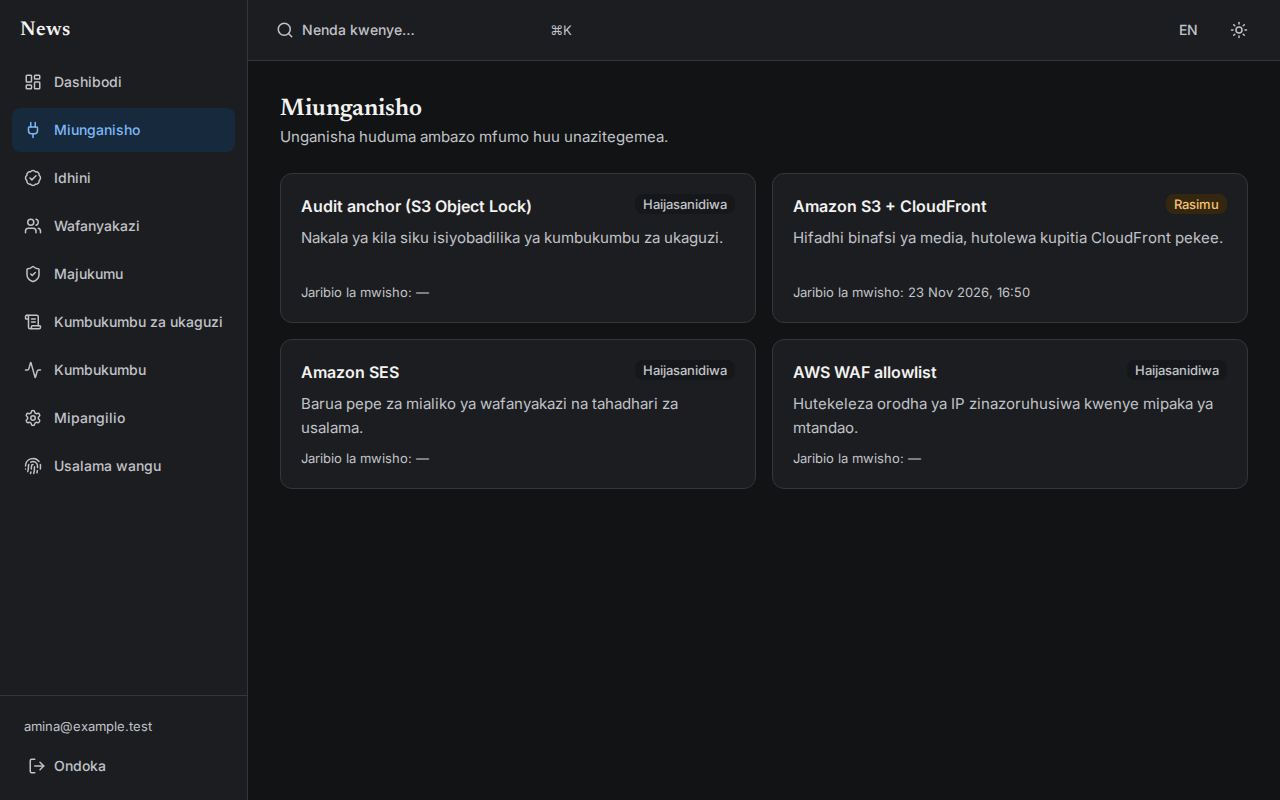 News
Dashibodi
Miunganisho
Idhini
Wafanyakazi
Majukumu
Kumbukumbu za ukaguzi
Kumbukumbu
Mipangilio
Usalama wangu
amina@example.test
Ondoka
Nenda kwenye... ⌘K
EN
Miunganisho
Unganisha huduma ambazo mfumo huu unazitegemea.
Audit anchor (S3 Object Lock) Haijasanidiwa
Nakala ya kila siku isiyobadilika ya kumbukumbu za ukaguzi.
Jaribio la mwisho: —
Amazon S3 + CloudFront Rasimu
Hifadhi binafsi ya media, hutolewa kupitia CloudFront pekee.
Jaribio la mwisho: 23 Nov 2026, 16:50
Amazon SES Haijasanidiwa
Barua pepe za mialiko ya wafanyakazi na tahadhari za
usalama.
Jaribio la mwisho: —
AWS WAF allowlist Haijasanidiwa
Hutekeleza orodha ya IP zinazoruhusiwa kwenye mipaka ya
mtandao.
Jaribio la mwisho: —